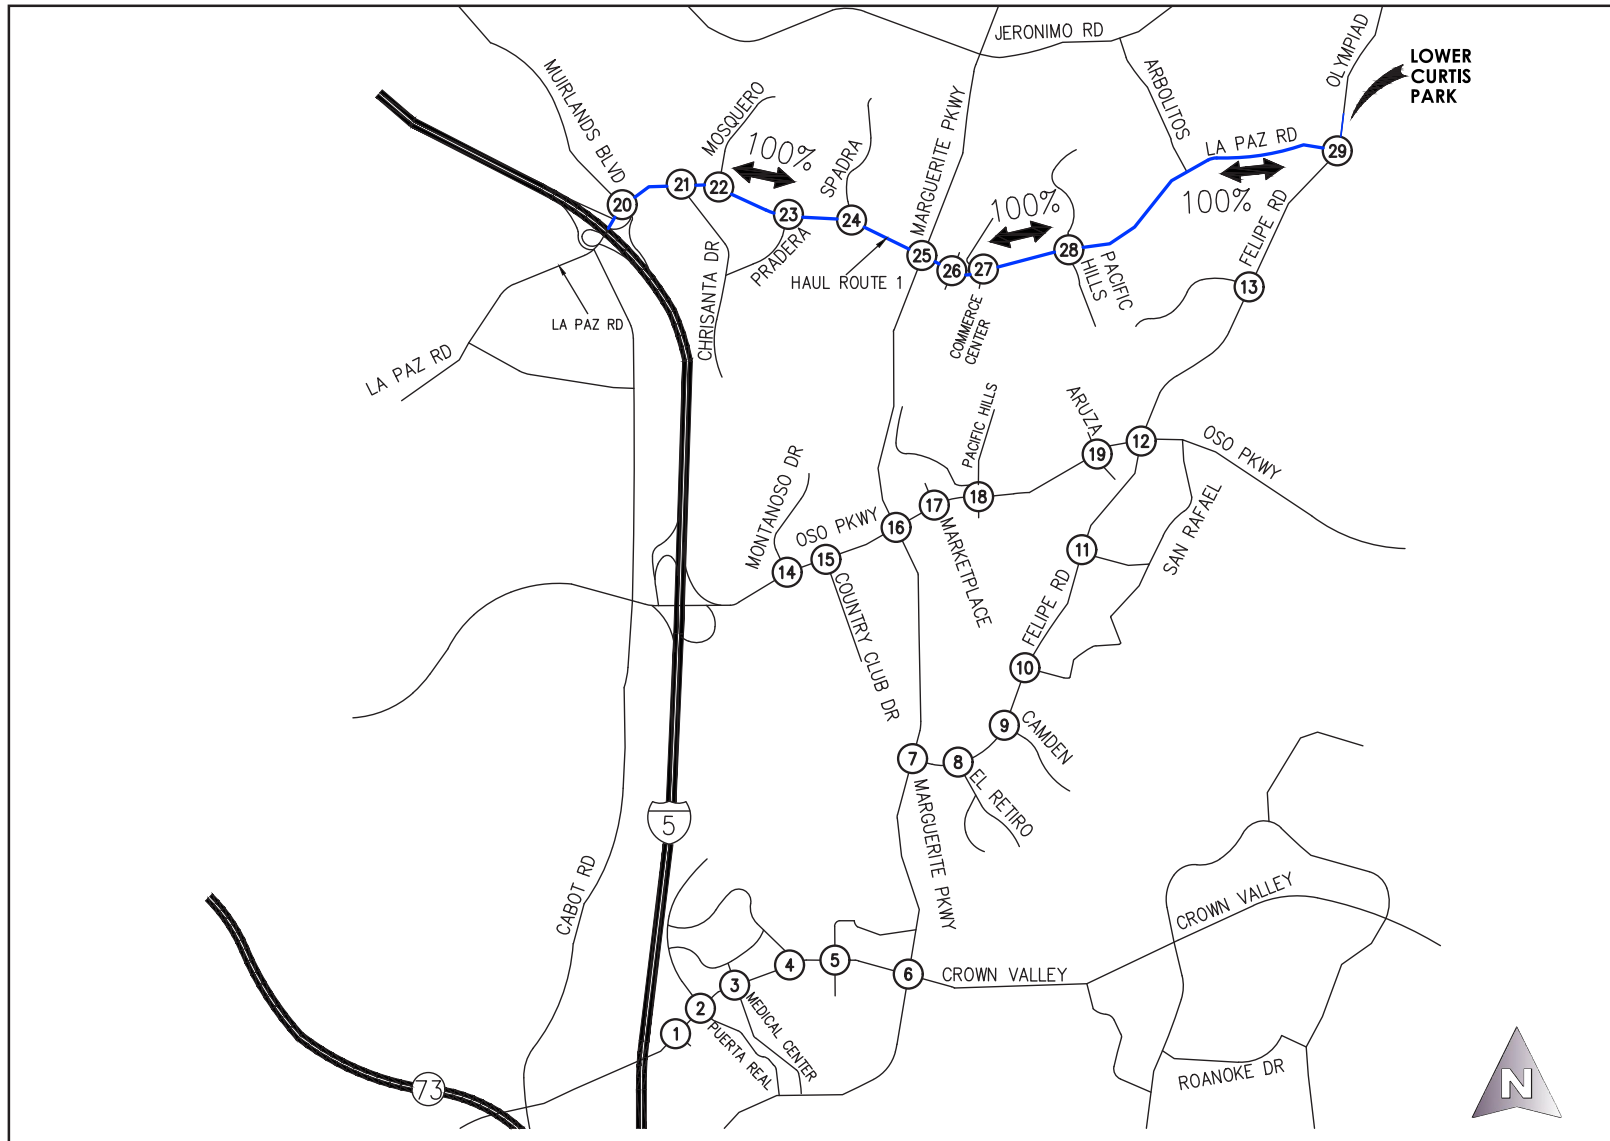 JERONIMO RD
OLYMPIAD
LOWER
CURTIS
PARK
MUIRLANDS BLVD
MOSQUERO
ARBOLITOS
MARGUERITE PKWY
SPADRA
100%
LA PAZ RD
29
20
21
22
23
24
25
26
27
28
100%
100%
FELIPE RD
PRADERA
HAUL ROUTE 1
CHRISANTA DR
COMMERCE
CENTER
PACIFIC
HILLS
13
LA PAZ RD
LA PAZ RD
PACIFIC HILLS
ARUZA
19
12
OSO PKWY
MONTANOSO DR
OSO PKWY
14
15
16
17
18
MARKETPLACE
SAN RAFAEL
11
FELIPE RD
COUNTRY CLUB DR
10
9
CAMDEN
7
8
EL RETIRO
MARGUERITE PKWY
5
CABOT RD
CROWN VALLEY
CROWN VALLEY
1
2
3
4
5
6
MEDICAL CENTER
PUERTA REAL
73
ROANOKE DR
N